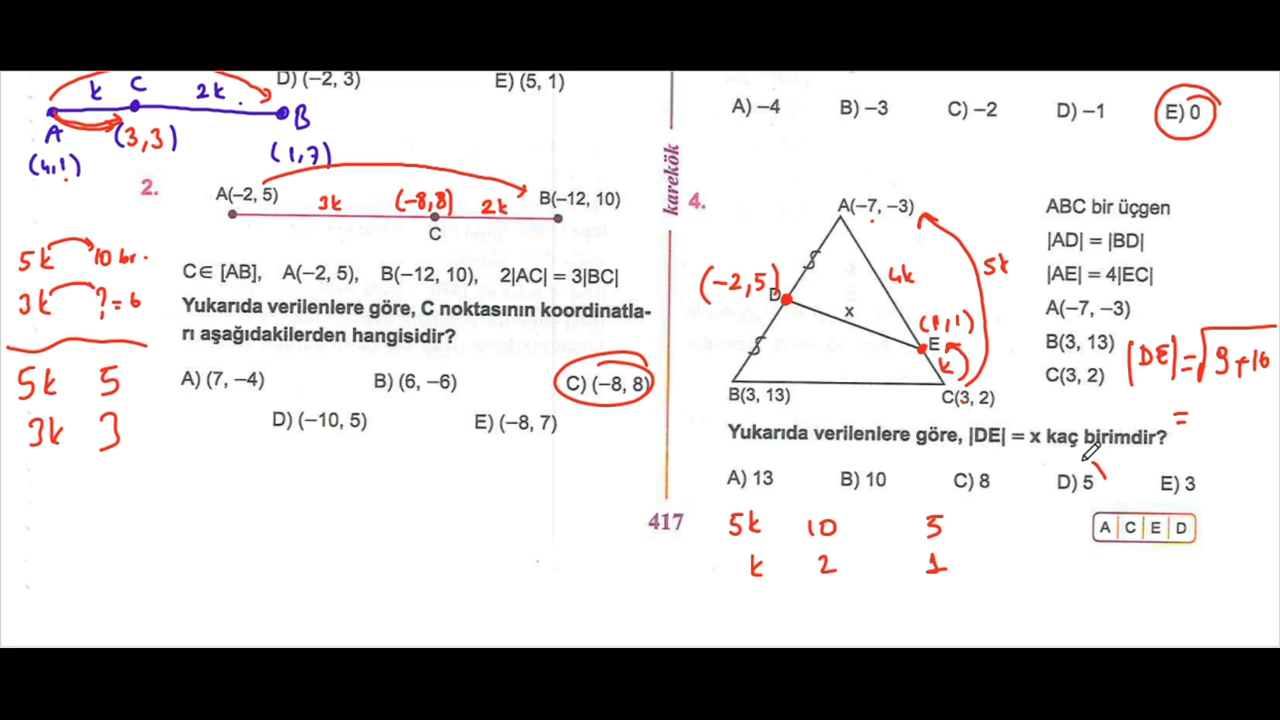 D) (−2, 3) E) (5, 1)
k C 2k
A B
(3,3)
(4,1) (1,7)
2.
A(−2, 5) B(−12, 10)
3k (−8,8) 2k
C
5k 10 br.
3k ? = 6
5k 5
3k 3
C∈ [AB], A(−2, 5), B(−12, 10), 2|AC| = 3|BC|
Yukarıda verilenlere göre, C noktasının koordinatla-
rı aşağıdakilerden hangisidir?
A) (7, −4) B) (6, −6) C) (−8, 8)
D) (−10, 5) E) (−8, 7)
karekök
417
A) −4 B) −3 C) −2 D) −1 E) 0
4.
A(−7, −3)
5k
4k
(−2,5)
D
x
(1,1)
E
k
B(3, 13) C(3, 2)
ABC bir üçgen
|AD| = |BD|
|AE| = 4|EC|
A(−7, −3)
B(3, 13)
C(3, 2)
|DE| = √9+16
=
Yukarıda verilenlere göre, |DE| = x kaç birimdir?
A) 13 B) 10 C) 8 D) 5 E) 3
5k 10 5
k 2 1
A C E D